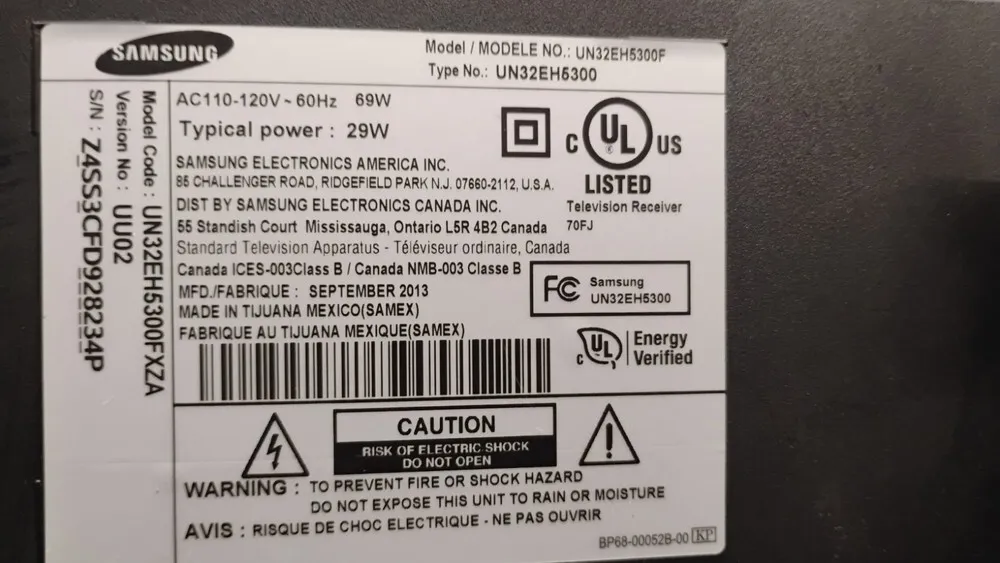 SAMSUNG
Model / MODELE NO.: UN32EH5300F
Type No.: UN32EH5300
Model Code : UN32EH5300FXZA
Version No : UU02
S/N : Z4SS3CFD928234P
AC110-120V~60Hz 69W
Typical power : 29W
SAMSUNG ELECTRONICS AMERICA INC.
85 CHALLENGER ROAD, RIDGEFIELD PARK N.J. 07660-2112, U.S.A.
DIST BY SAMSUNG ELECTRONICS CANADA INC.
55 Standish Court Mississauga, Ontario L5R 4B2 Canada
Standard Television Apparatus - Téléviseur ordinaire, Canada
Canada ICES-003Class B / Canada NMB-003 Classe B
MFD./FABRIQUE : SEPTEMBER 2013
MADE IN TIJUANA MEXICO(SAMEX)
FABRIQUE AU TIJUANA MEXIQUE(SAMEX)
C UL US
LISTED
Television Receiver
70FJ
FC Samsung
UN32EH5300
C UL Energy
Verified
CAUTION
RISK OF ELECTRIC SHOCK
DO NOT OPEN
WARNING : TO PREVENT FIRE OR SHOCK HAZARD
DO NOT EXPOSE THIS UNIT TO RAIN OR MOISTURE
AVIS : RISQUE DE CHOC ELECTRIQUE - NE PAS OUVRIR
BP68-00052B-00 KP